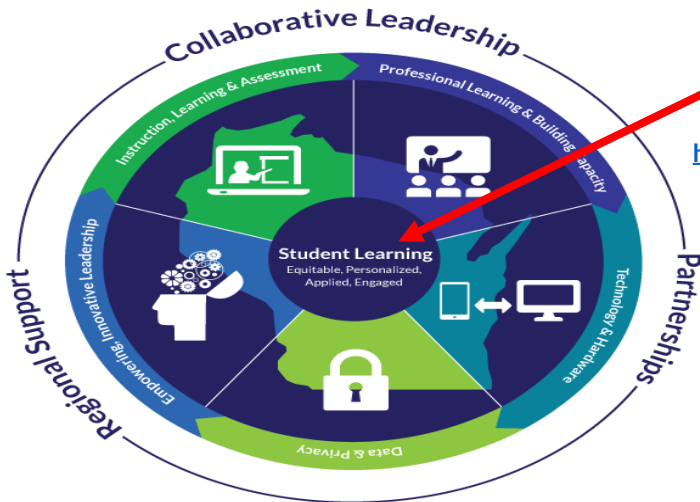 Collaborative Leadership
Instruction, Learning & Assessment
Professional Learning & Building Capacity
h
Student Learning
Equitable, Personalized,
Applied, Engaged
Empowering, Innovative Leadership
Technology & Hardware
Regional Support
Partnerships
Data & Privacy